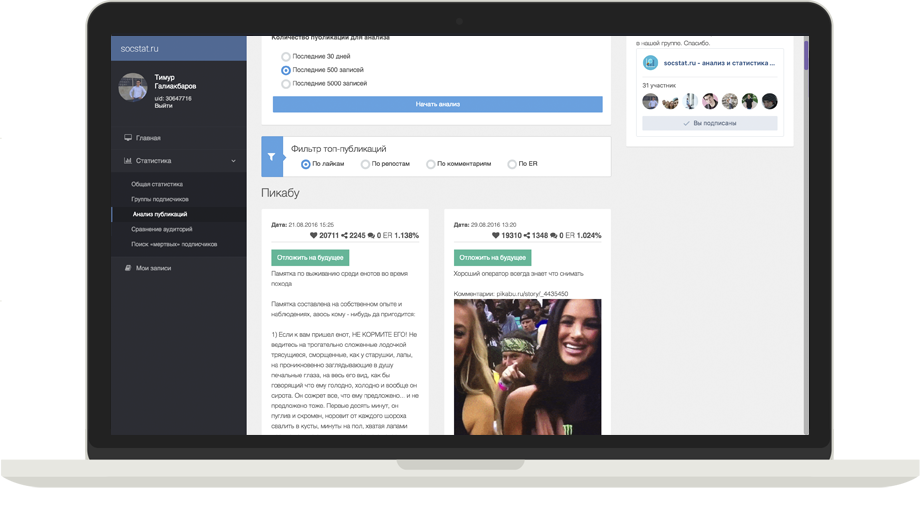 socstat.ru
Тимур
Галиакбаров
uid: 30647716
Выйти
Главная
Статистика
Общая статистика
Группы подписчиков
Анализ публикаций
Сравнение аудиторий
Поиск «мертвых» подписчиков
Мои записи
Количество публикации для анализа
Последние 30 дней
Последние 500 записей
Последние 5000 записей
Начать анализ
Фильтр топ-публикаций
По лайкам
По репостам
По комментариям
По ER
Пикабу
Дата: 21.08.2016 15:25
20711 2245 0 ER 1.138%
Отложить на будущее
Памятка по выживанию среди енотов во время
похода
Памятка составлена на собственном опыте и
наблюдениях, авось кому - нибудь да пригодится:
1) Если к вам пришел енот, НЕ КОРМИТЕ ЕГО! Не
ведитесь на трогательно сложенные лодочкой
трясущиеся, сморщенные, как у старушки, лапы,
на проникновенно заглядывающие в душу
печальные глаза, на весь его вид, как бы
говорящий что ему голодно, холодно и вообще он
сирота. Он сожрет все, что ему предложено... и не
предложено тоже. Первые десять минут, он
пуглив и скромен, норовит от каждого шороха
свалить в кусты, минуты на пол, хватая лапами
Дата: 29.08.2016 13:20
19310 1348 0 ER 1.024%
Отложить на будущее
Хороший оператор всегда знает что снимать
Комментарии: pikabu.ru/story/_4435450
в нашей группе. Спасибо.
socstat.ru - анализ и статистика ...
31 участник
Вы подписаны